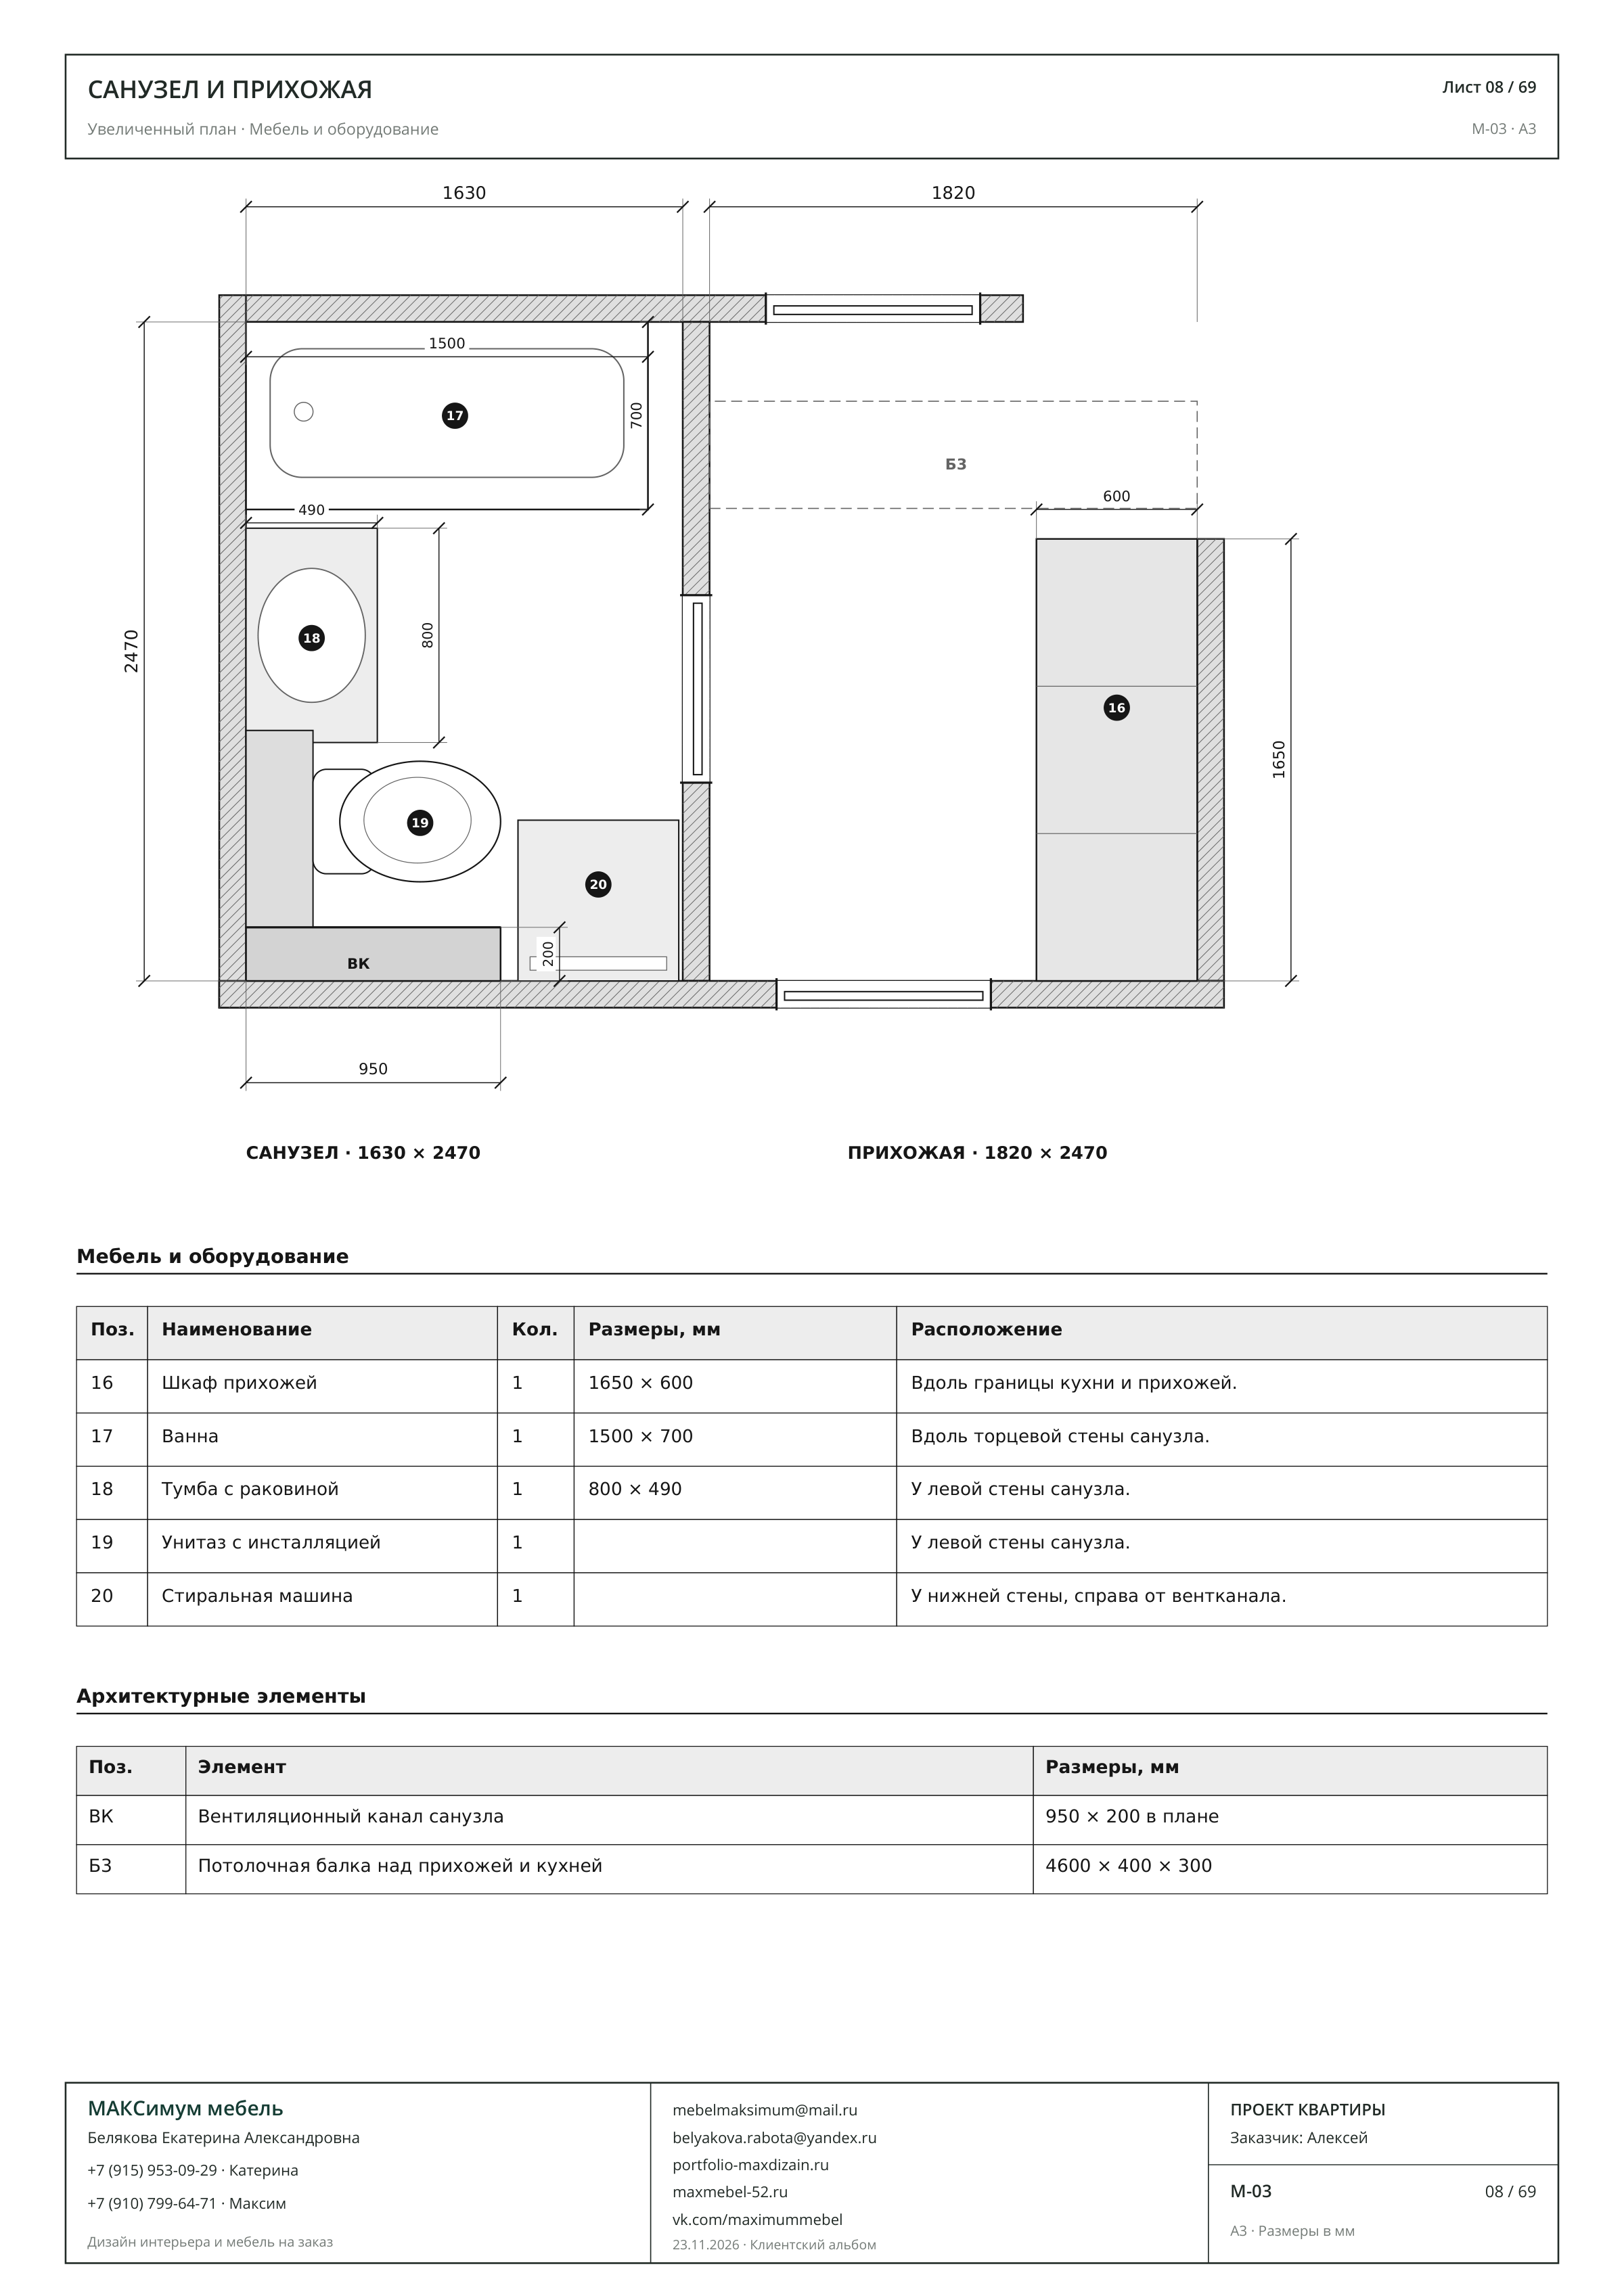 САНУЗЕЛ И ПРИХОЖАЯ
Лист 08 / 69
Увеличенный план · Мебель и оборудование
М-03 · А3
1630
1820
1500
700
17
Б3
490
600
800
18
2470
16
1650
19
20
200
ВК
950
САНУЗЕЛ · 1630 × 2470
ПРИХОЖАЯ · 1820 × 2470
Мебель и оборудование
Поз. Наименование Кол. Размеры, мм Расположение
16 Шкаф прихожей 1 1650 × 600 Вдоль границы кухни и прихожей.
17 Ванна 1 1500 × 700 Вдоль торцевой стены санузла.
18 Тумба с раковиной 1 800 × 490 У левой стены санузла.
19 Унитаз с инсталляцией 1 У левой стены санузла.
20 Стиральная машина 1 У нижней стены, справа от вентканала.
Архитектурные элементы
Поз. Элемент Размеры, мм
ВК Вентиляционный канал санузла 950 × 200 в плане
Б3 Потолочная балка над прихожей и кухней 4600 × 400 × 300
МАКСимум мебель
Белякова Екатерина Александровна
+7 (915) 953-09-29 · Катерина
+7 (910) 799-64-71 · Максим
Дизайн интерьера и мебель на заказ
mebelmaksimum@mail.ru
belyakova.rabota@yandex.ru
portfolio-maxdizain.ru
maxmebel-52.ru
vk.com/maximummebel
23.11.2026 · Клиентский альбом
ПРОЕКТ КВАРТИРЫ
Заказчик: Алексей
М-03 08 / 69
А3 · Размеры в мм